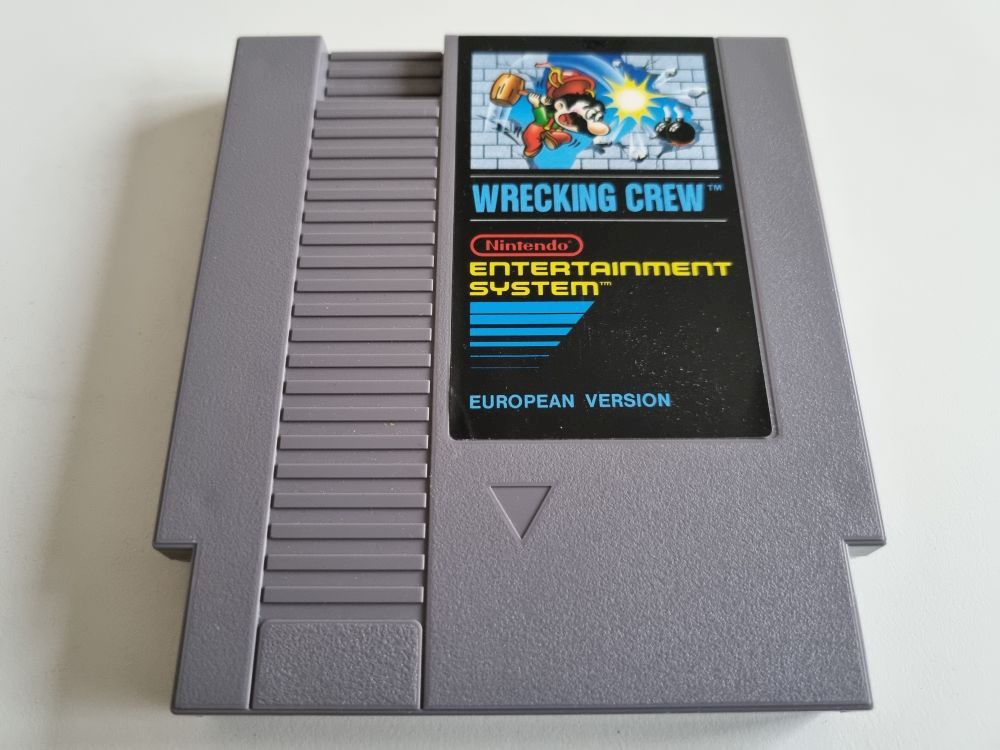 WRECKING CREW™
Nintendo®
ENTERTAINMENT
SYSTEM™
EUROPEAN VERSION